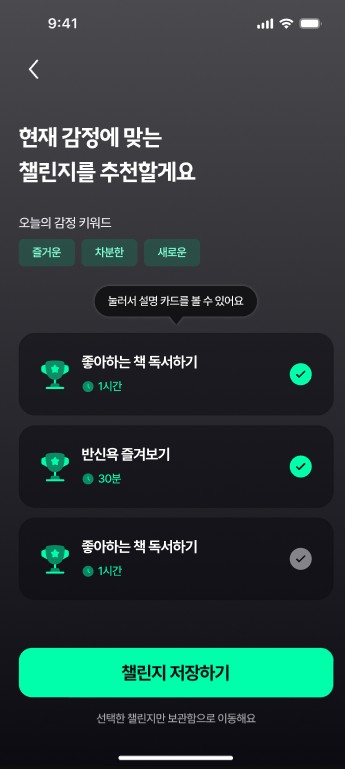 9:41
현재 감정에 맞는
챌린지를 추천할게요
오늘의 감정 키워드
즐거운 차분한 새로운
눌러서 설명 카드를 볼 수 있어요
좋아하는 책 독서하기
1시간
반신욕 즐겨보기
30분
좋아하는 책 독서하기
1시간
챌린지 저장하기
선택한 챌린지만 보관함으로 이동해요